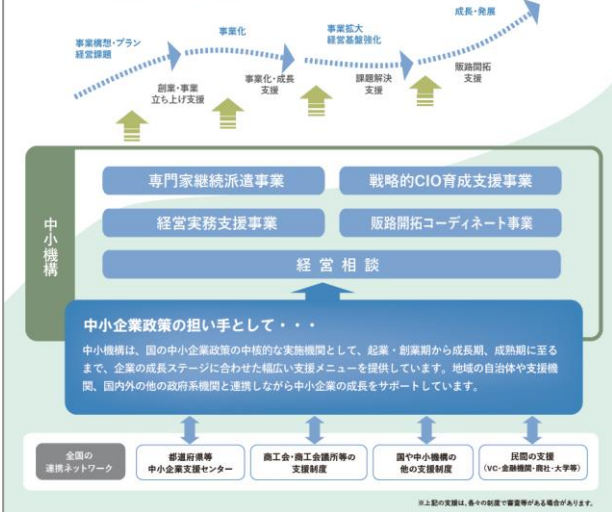 成長・発展
事業拡大
経営基盤強化
事業化
事業構想・プラン
経営課題
創業・事業
立ち上げ支援
事業化・成長
支援
課題解決
支援
販路開拓
支援
中小機構
専門家継続派遣事業
戦略的CIO育成支援事業
経営実務支援事業
販路開拓コーディネート事業
経営相談
中小企業政策の担い手として・・・
中小機構は、国の中小企業政策の中核的な実施機関として、起業・創業期から成長期、成熟期に至る
まで、企業の成長ステージに合わせた幅広い支援メニューを提供しています。地域の自治体や支援機
関、国内外の他の政府系機関と連携しながら中小企業の成長をサポートしています。
全国の
連携ネットワーク
都道府県等
中小企業支援センター
商工会・商工会議所等の
支援制度
国や中小機構の
他の支援制度
民間の支援
(VC・金融機関・商社・大学等)
※上記の支援は、各々の制度で審査等がある場合があります。